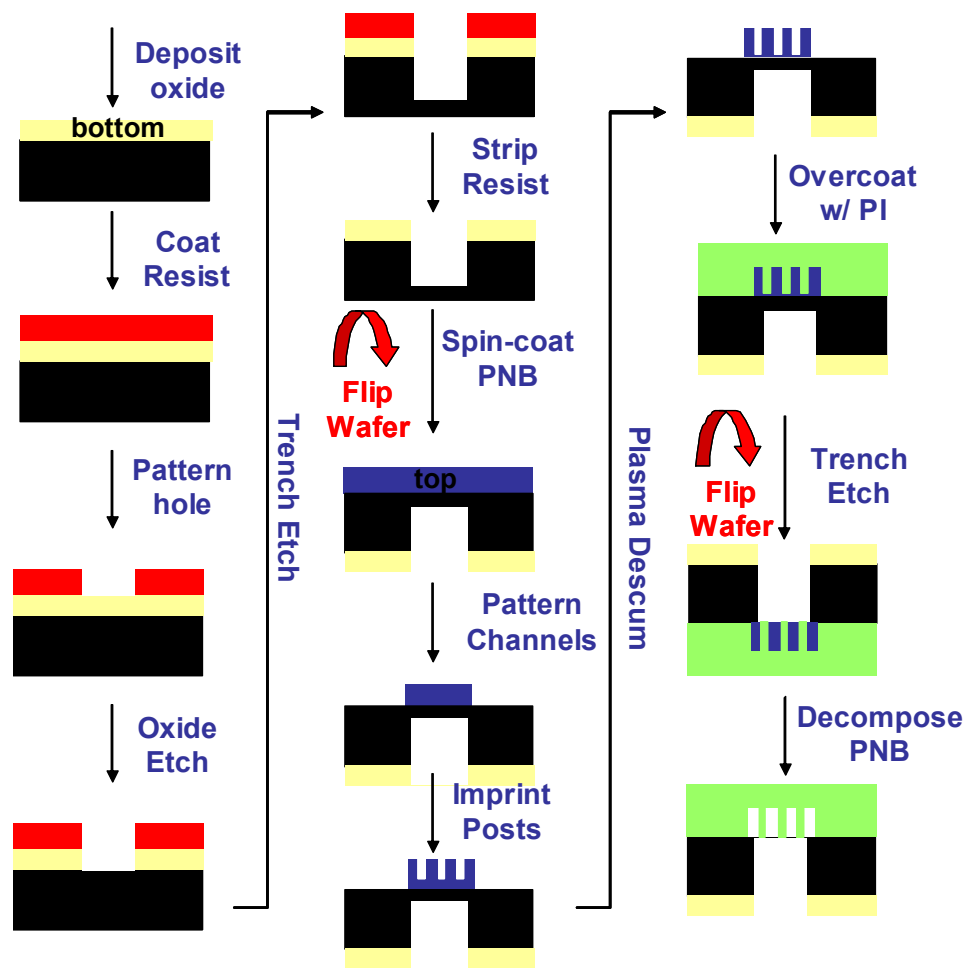 Deposit
oxide
bottom
Coat
Resist
Pattern
hole
Oxide
Etch
Trench Etch
Strip
Resist
Flip
Wafer
Spin-coat
PNB
top
Pattern
Channels
Imprint
Posts
Plasma Descum
Overcoat
w/ PI
Flip
Wafer
Trench
Etch
Decompose
PNB